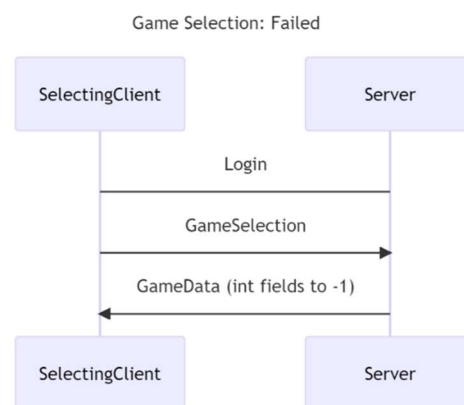 Game Selection: Failed
SelectingClient Server
Login
GameSelection
GameData (int fields to -1)
SelectingClient Server